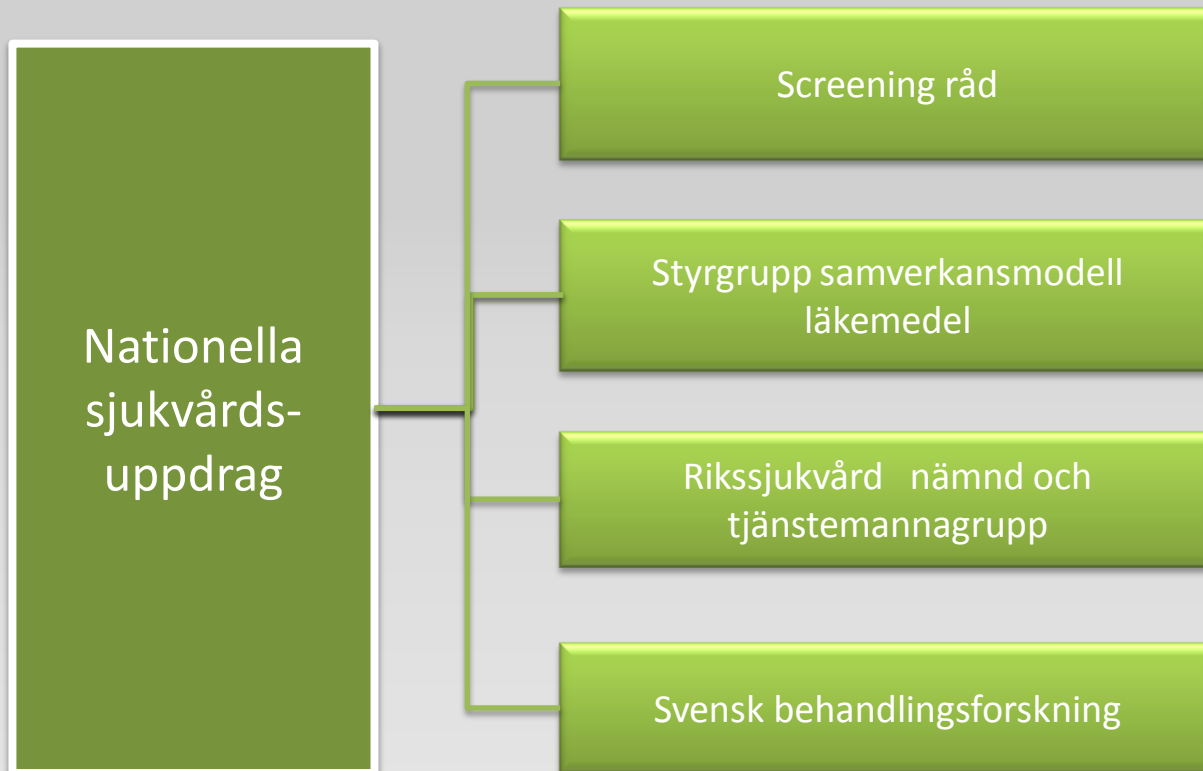 Nationella
sjukvårds-
uppdrag
Screening råd
Styrgrupp samverkansmodell
läkemedel
Rikssjukvård   nämnd och
tjänstemannagrupp
Svensk behandlingsforskning